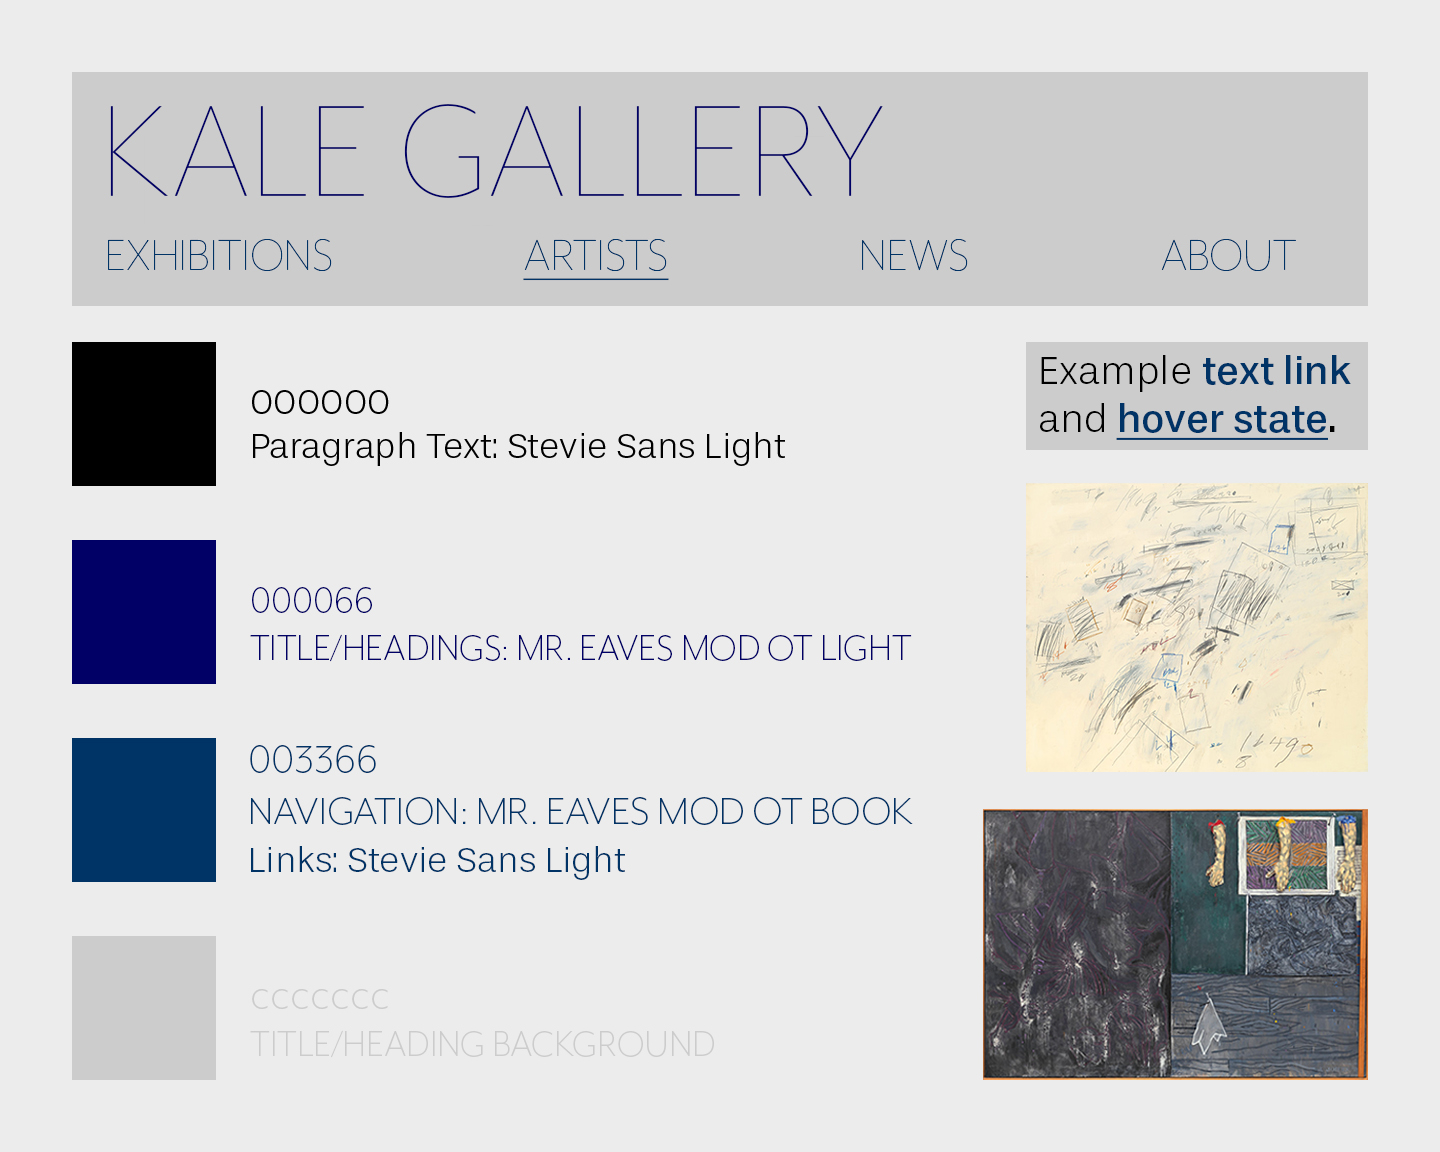 KALE GALLERY
EXHIBITIONS ARTISTS NEWS ABOUT
000000
Paragraph Text: Stevie Sans Light
000066
TITLE/HEADINGS: MR. EAVES MOD OT LIGHT
003366
NAVIGATION: MR. EAVES MOD OT BOOK
Links: Stevie Sans Light
CCCCCCC
TITLE/HEADING BACKGROUND
Example text link
and hover state.